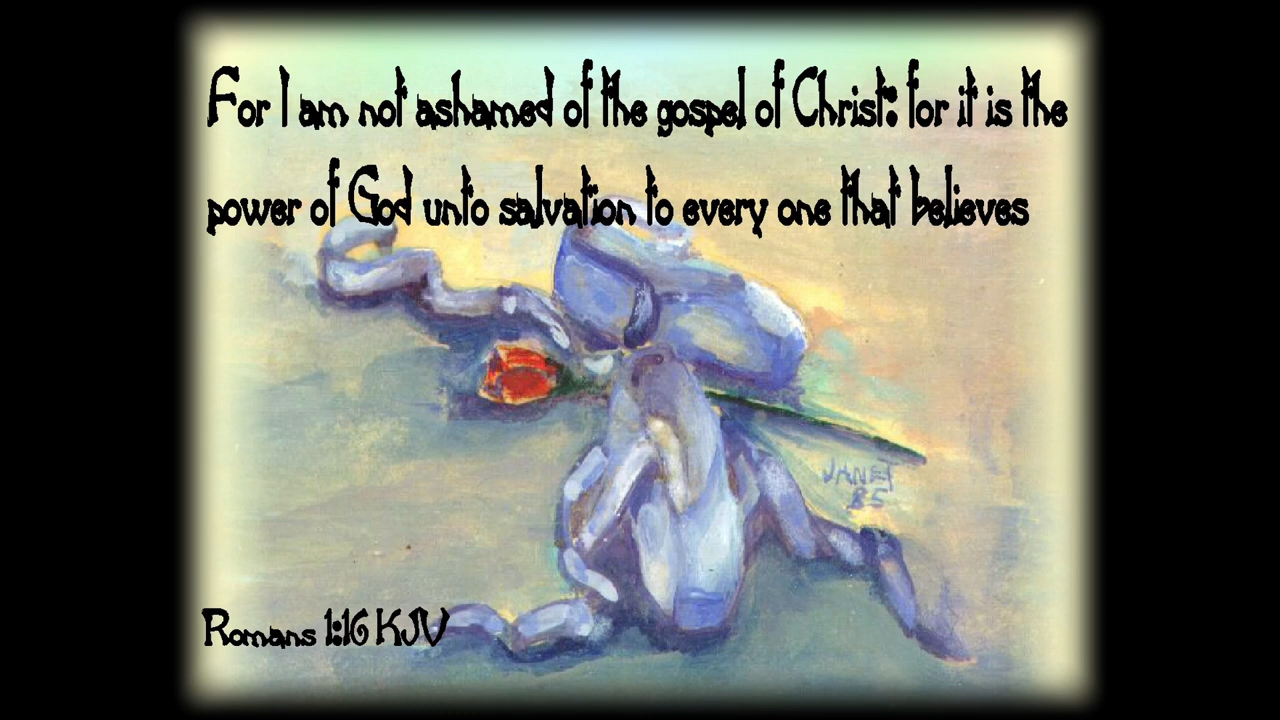 For I am not ashamed of the gospel of Christ: for it is the
power of God unto salvation to every one that believes
JANET
85
Romans 1:16 KJV